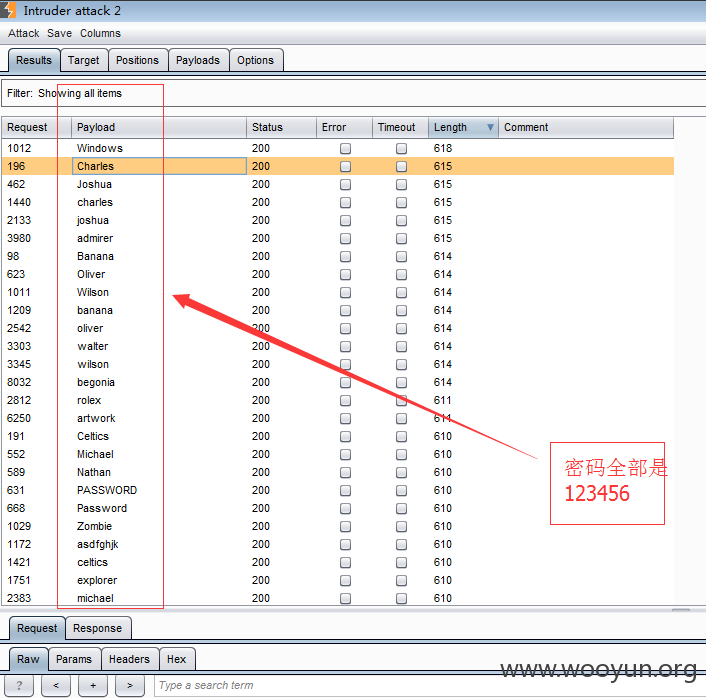 Intruder attack 2
Attack Save Columns
Results Target Positions Payloads Options
Filter: Showing all items
Request Payload Status Error Timeout Length Comment
1012 Windows 200 618
196 Charles 200 615
462 Joshua 200 615
1440 charles 200 615
2133 joshua 200 615
3980 admirer 200 615
98 Banana 200 614
623 Oliver 200 614
1011 Wilson 200 614
1209 banana 200 614
2542 oliver 200 614
3303 walter 200 614
3345 wilson 200 614
8032 begonia 200 614
2812 rolex 200 611
6250 artwork 200 611
191 Celtics 200 610
552 Michael 200 610
589 Nathan 200 610
631 PASSWORD 200 610
668 Password 200 610
1029 Zombie 200 610
1172 asdfghjk 200 610
1421 celtics 200 610
1751 explorer 200 610
2383 michael 200 610
密码全部是
123456
Request Response
Raw Params Headers Hex
? < + > Type a search term
www.wooyun.org